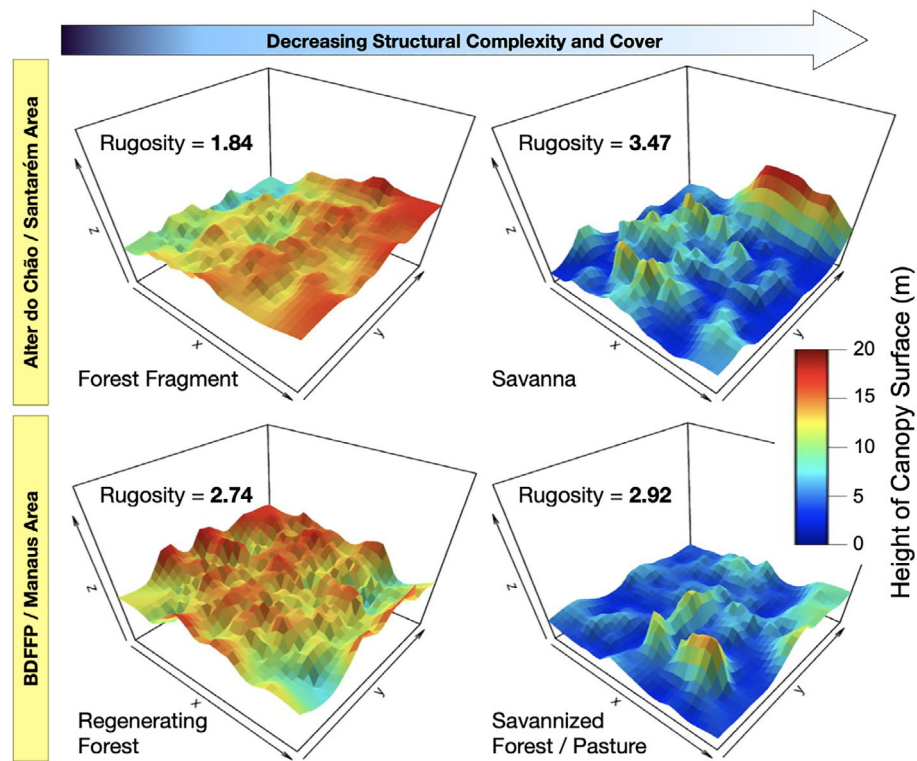 Decreasing Structural Complexity and Cover
Alter do Chão / Santarém Area
Rugosity = 1.84
z
x
y
Forest Fragment
Rugosity = 3.47
z
x
y
Savanna
Height of Canopy Surface (m)
20
15
10
5
0
BDFFP / Manaus Area
Rugosity = 2.74
z
x
y
Regenerating
Forest
Rugosity = 2.92
z
x
y
Savannized
Forest / Pasture